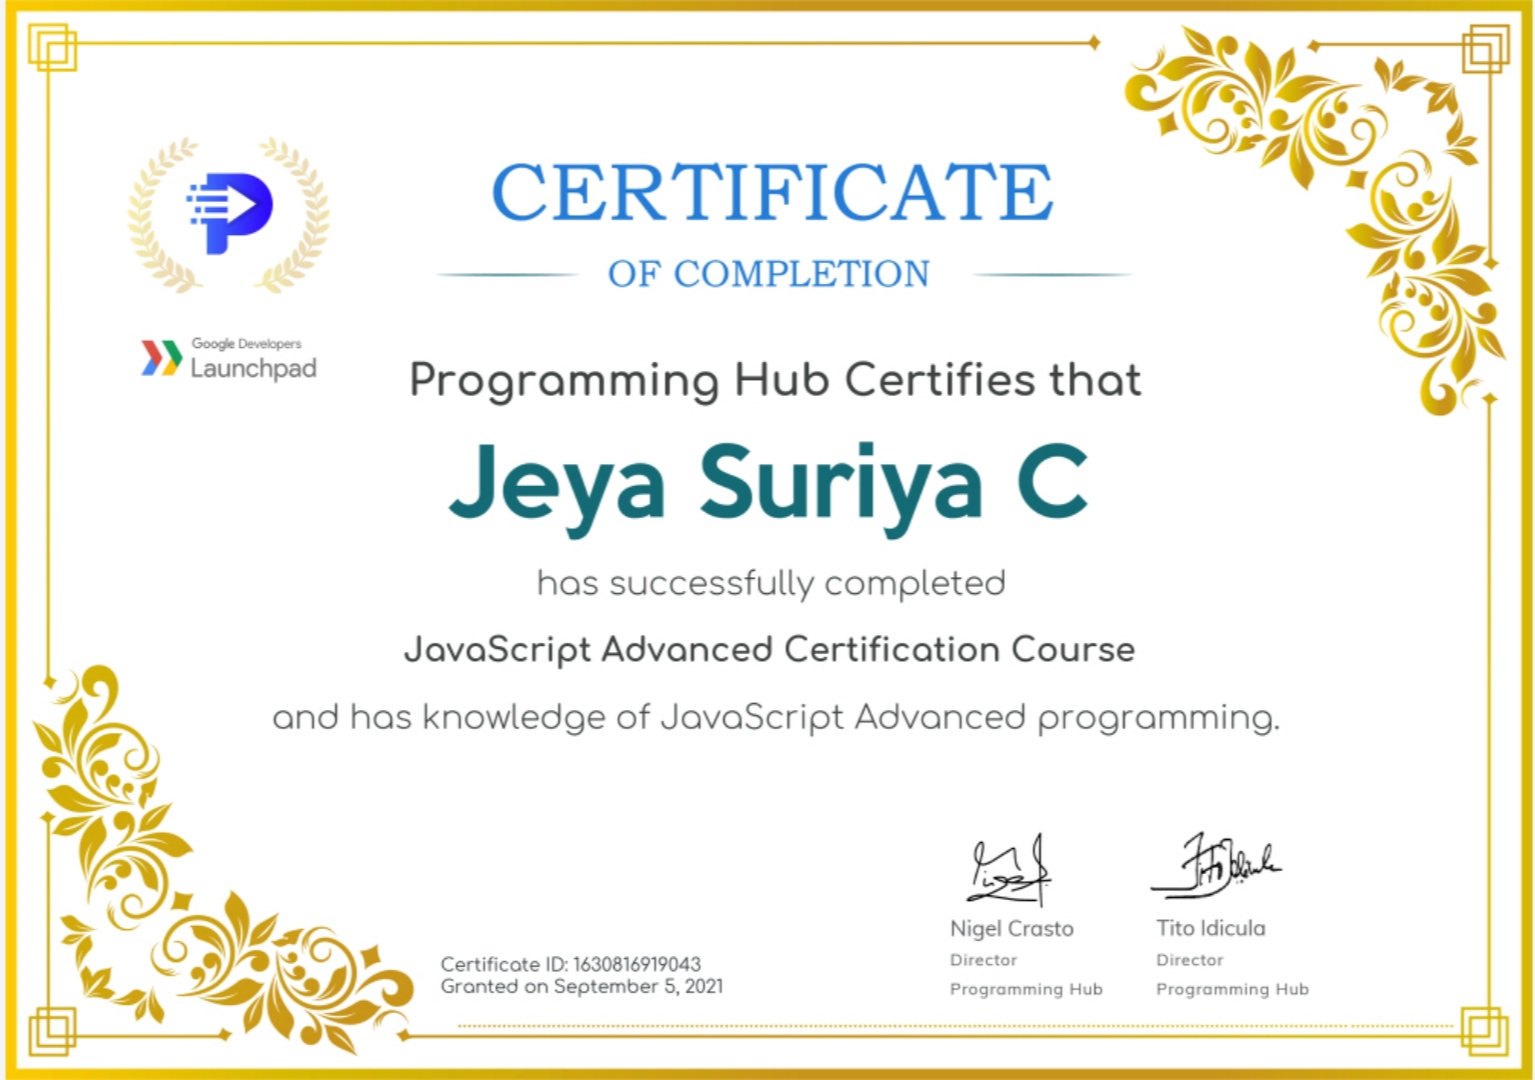 CERTIFICATE
OF COMPLETION
Google Developers
Launchpad
Programming Hub Certifies that
Jeya Suriya C
has successfully completed
JavaScript Advanced Certification Course
and has knowledge of JavaScript Advanced programming.
Nigel Crasto
Director
Programming Hub
Tito Idicula
Director
Programming Hub
Certificate ID: 1630816919043
Granted on September 5, 2021